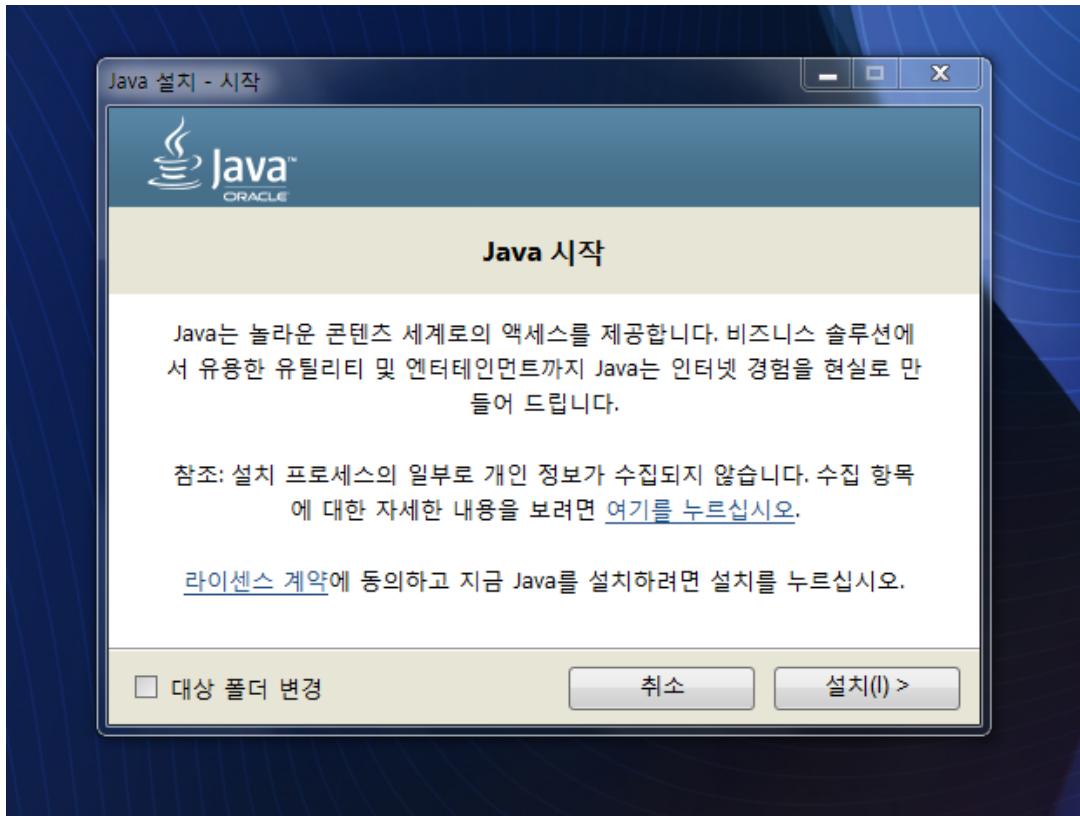 Java 설치 - 시작
Java™
ORACLE
Java 시작
Java는 놀라운 콘텐츠 세계로의 액세스를 제공합니다. 비즈니스 솔루션에
서 유용한 유틸리티 및 엔터테인먼트까지 Java는 인터넷 경험을 현실로 만
들어 드립니다.
참조: 설치 프로세스의 일부로 개인 정보가 수집되지 않습니다. 수집 항목
에 대한 자세한 내용을 보려면 여기를 누르십시오.
라이센스 계약에 동의하고 지금 Java를 설치하려면 설치를 누르십시오.
대상 폴더 변경
취소
설치(I) >